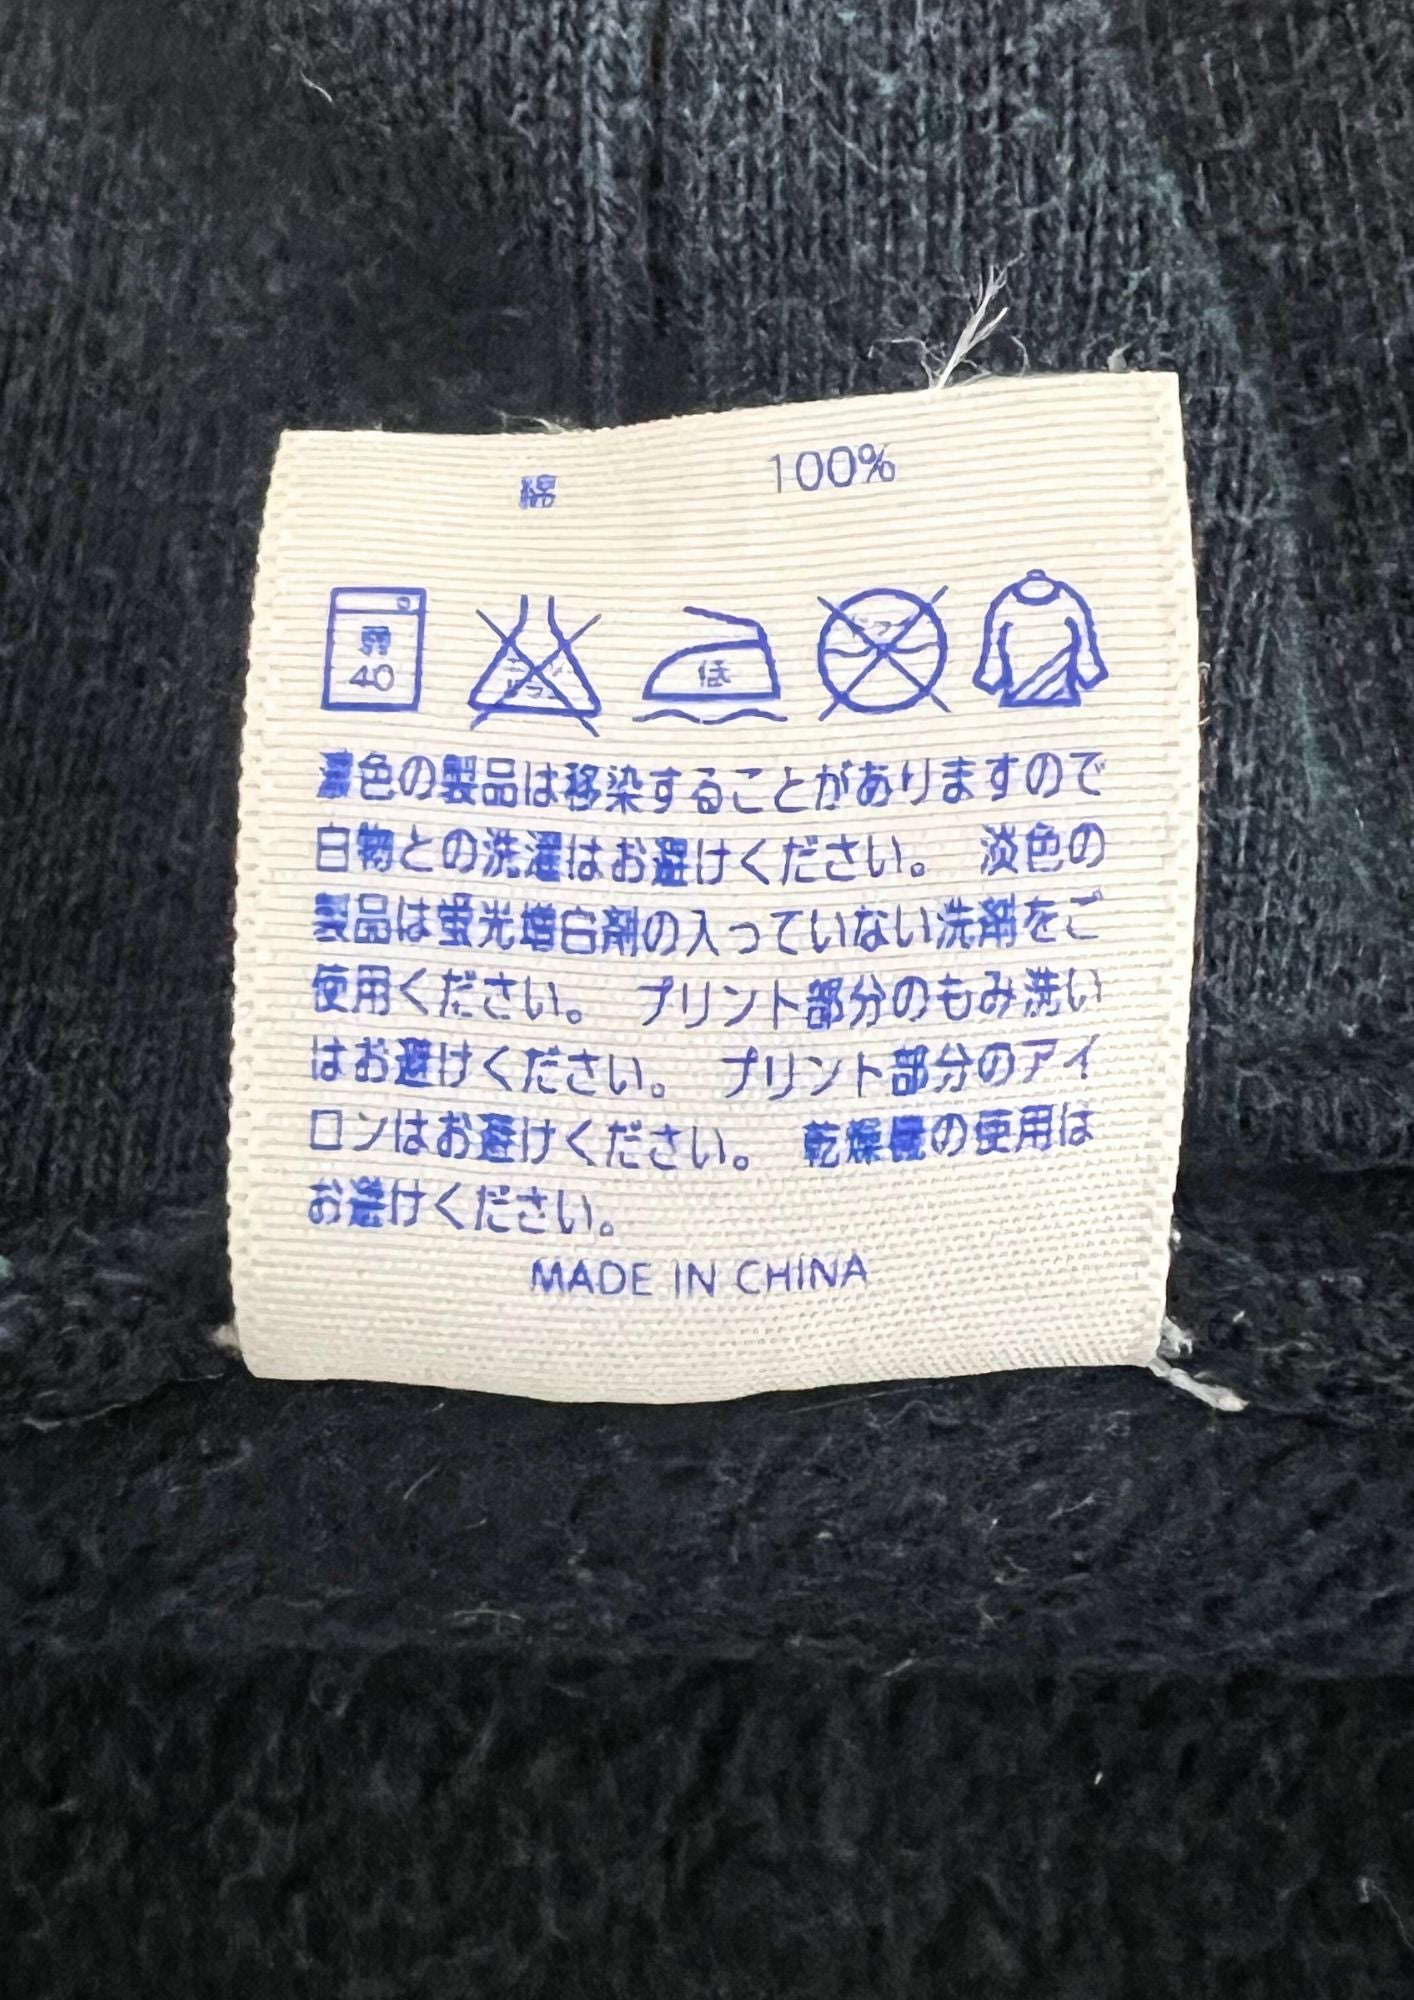 綿 100%
弱
40
低
濃色の製品は移染することがありますので
白物との洗濯はお避けください。 淡色の
製品は蛍光増白剤の入っていない洗剤をご
使用ください。 プリント部分のもみ洗い
はお避けください。 プリント部分のアイ
ロンはお避けください。 乾燥機の使用は
お避けください。
MADE IN CHINA